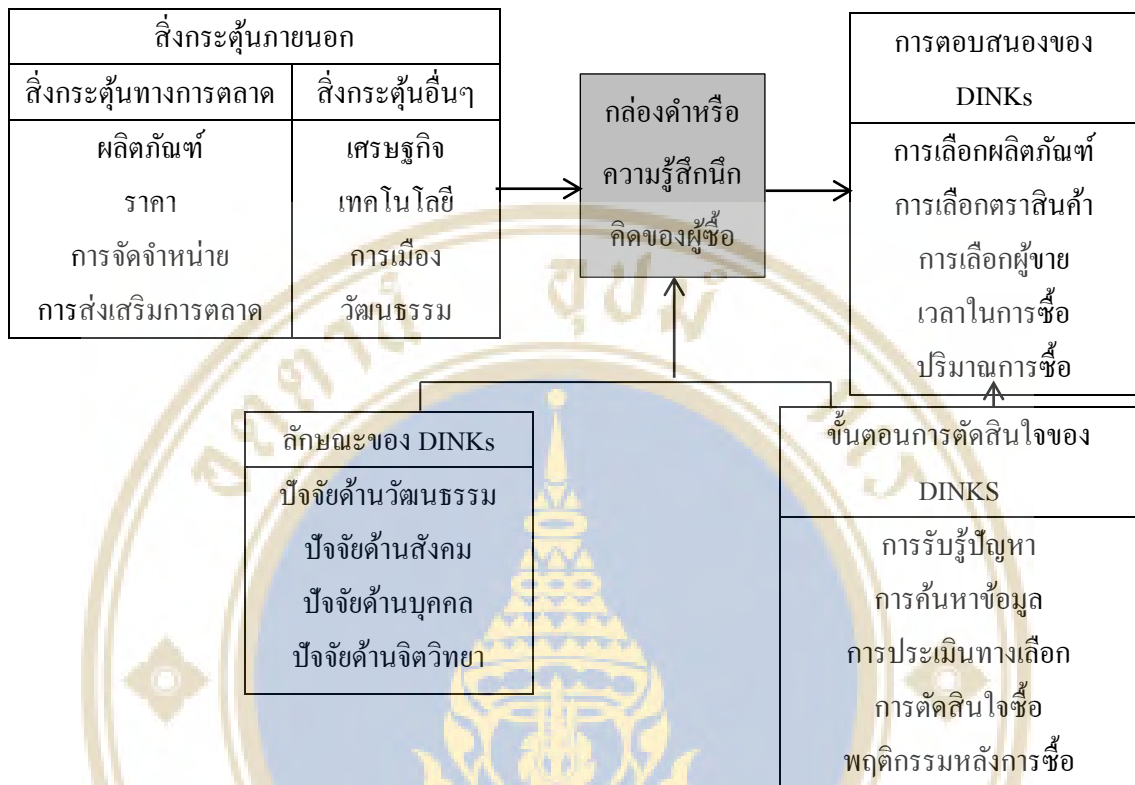 สิ่งกระตุ้นภายนอก
สิ่งกระตุ้นทางการตลาด
สิ่งกระตุ้นอื่นๆ
ผลิตภัณฑ์
ราคา
การจัดจำหน่าย
การส่งเสริมการตลาด
เศรษฐกิจ
เทคโนโลยี
การเมือง
วัฒนธรรม
กล่องดำหรือ
ความรู้สึกนึก
คิดของผู้ซื้อ
การตอบสนองของ
DINKs
การเลือกผลิตภัณฑ์
การเลือกตราสินค้า
การเลือกผู้ขาย
เวลาในการซื้อ
ปริมาณการซื้อ
ลักษณะของ DINKs
ปัจจัยด้านวัฒนธรรม
ปัจจัยด้านสังคม
ปัจจัยด้านบุคคล
ปัจจัยด้านจิตวิทยา
ขั้นตอนการตัดสินใจของ
DINKS
การรับรู้ปัญหา
การค้นหาข้อมูล
การประเมินทางเลือก
การตัดสินใจซื้อ
พฤติกรรมหลังการซื้อ